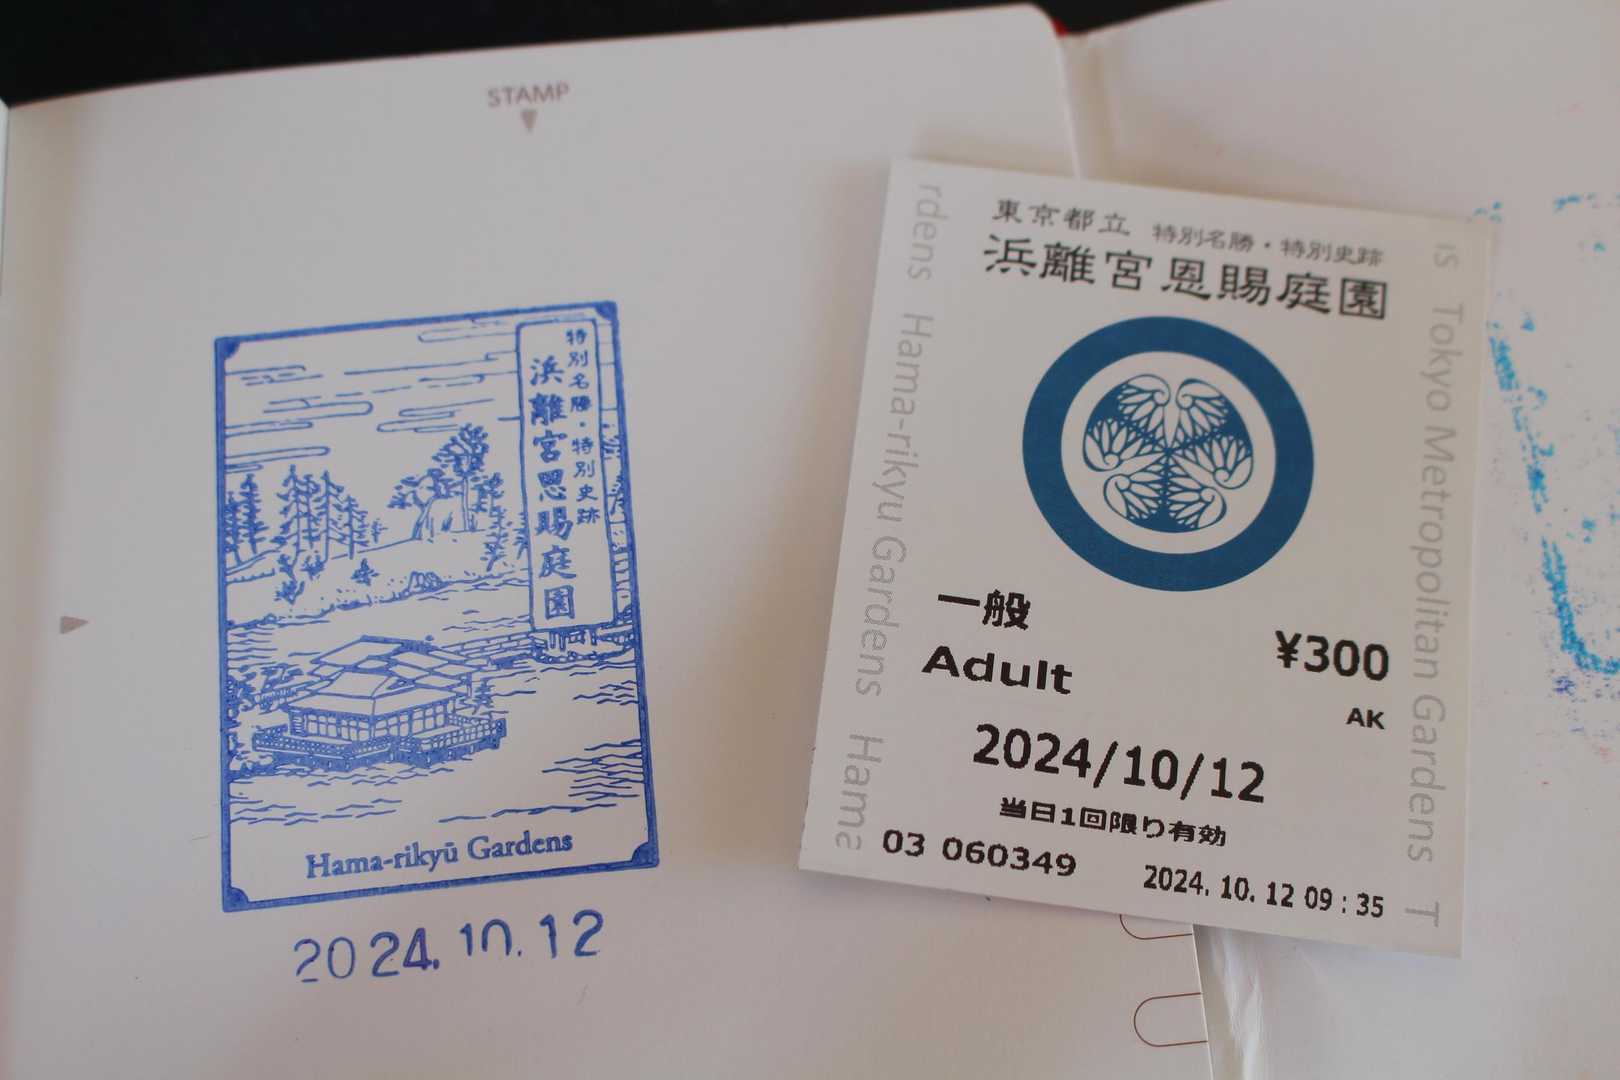 STAMP
特別名勝・特別史跡
浜離宮恩賜庭園
Hama-rikyū Gardens
2024.10.12
東京都立 特別名勝・特別史跡
浜離宮恩賜庭園
一般
Adult
¥300
AK
2024/10/12
当日1回限り有効
03 060349
2024. 10. 12 09 : 35
rdens Hama-rikyu Gardens Hama
is Tokyo Metropolitan Gardens T